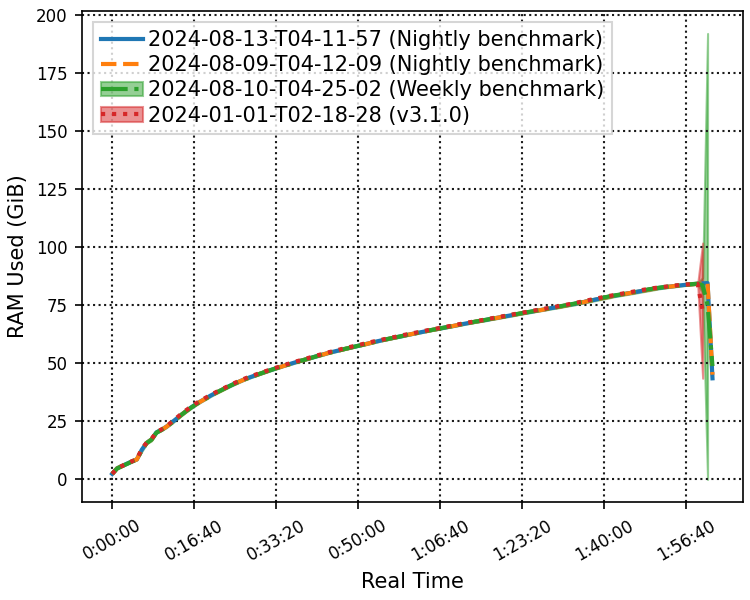 200
175
150
125
100
75
50
25
0
RAM Used (GiB)
2024-08-13-T04-11-57 (Nightly benchmark)
2024-08-09-T04-12-09 (Nightly benchmark)
2024-08-10-T04-25-02 (Weekly benchmark)
2024-01-01-T02-18-28 (v3.1.0)
0:00:00
0:16:40
0:33:20
0:50:00
1:06:40
1:23:20
1:40:00
1:56:40
Real Time